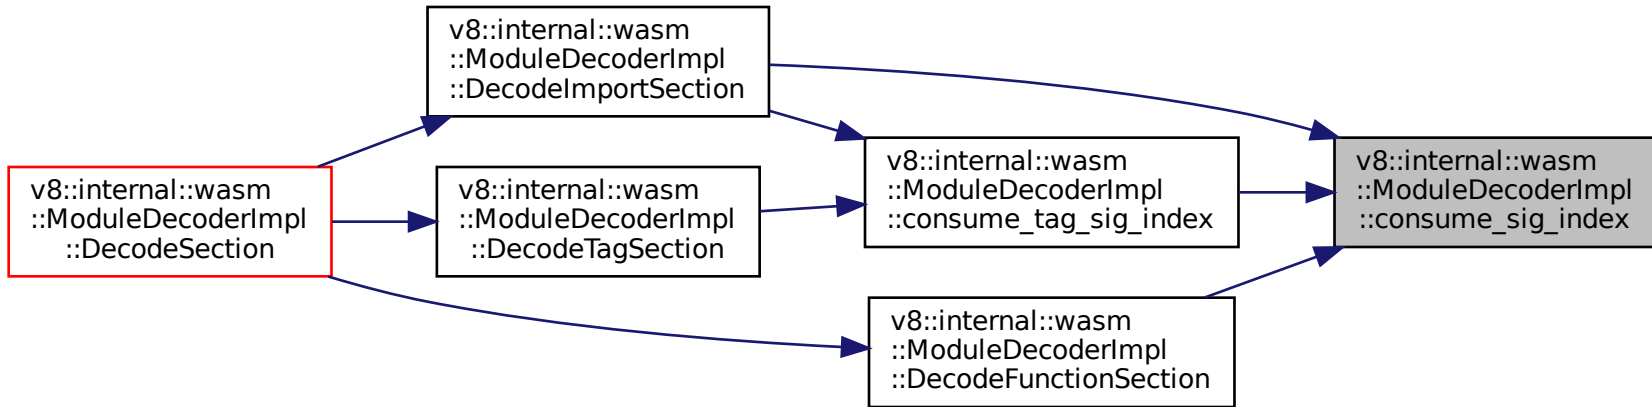 v8::internal::wasm
::ModuleDecoderImpl
::DecodeImportSection
v8::internal::wasm
::ModuleDecoderImpl
::DecodeSection
v8::internal::wasm
::ModuleDecoderImpl
::DecodeTagSection
v8::internal::wasm
::ModuleDecoderImpl
::consume_tag_sig_index
v8::internal::wasm
::ModuleDecoderImpl
::consume_sig_index
v8::internal::wasm
::ModuleDecoderImpl
::DecodeFunctionSection